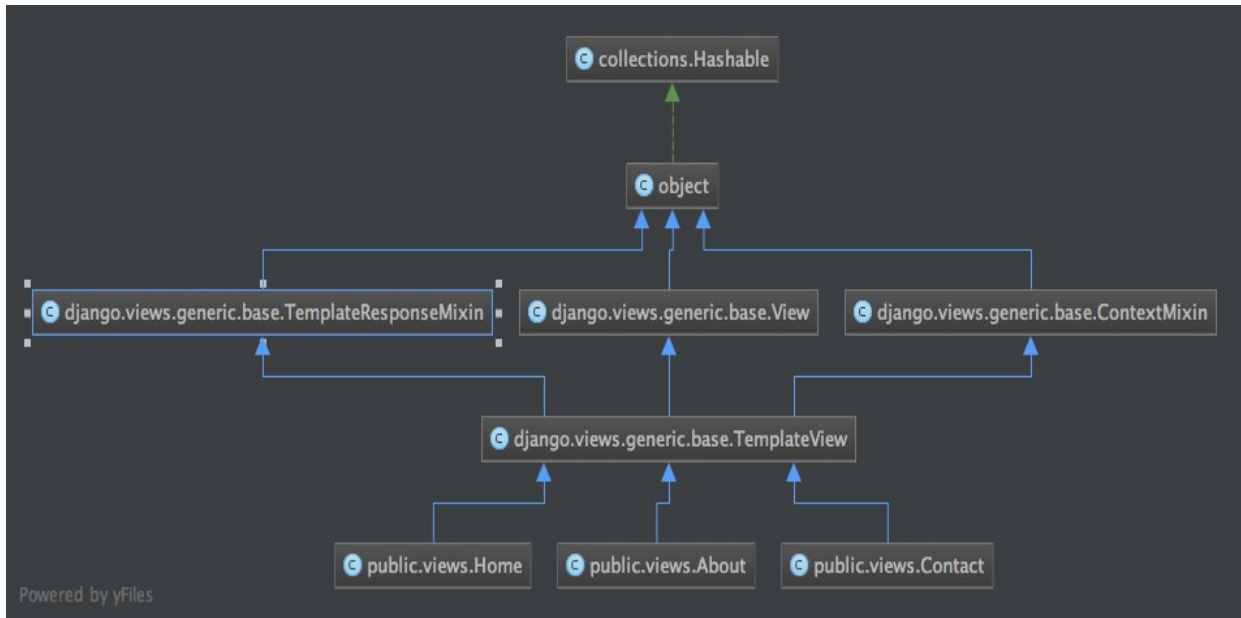 C collections.Hashable
C object
C django.views.generic.base.TemplateResponseMixin
C django.views.generic.base.View
C django.views.generic.base.ContextMixin
C django.views.generic.base.TemplateView
C public.views.Home
C public.views.About
C public.views.Contact
Powered by yFiles